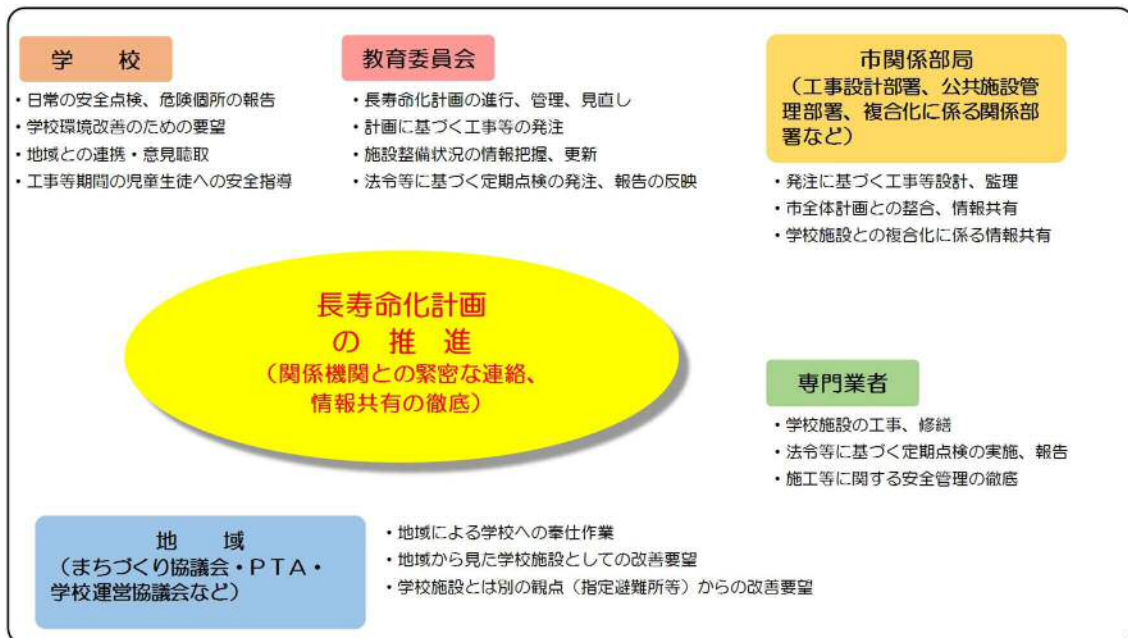 学　校
・日常の安全点検、危険個所の報告
・学校環境改善のための要望
・地域との連携・意見聴取
・工事等期間の児童生徒への安全指導
教育委員会
・長寿命化計画の進行、管理、見直し
・計画に基づく工事等の発注
・施設整備状況の情報把握、更新
・法令等に基づく定期点検の発注、報告の反映
市関係部局
（工事設計部署、公共施設管
理部署、複合化に係る関係部
署など）
・発注に基づく工事等設計、監理
・市全体計画との整合、情報共有
・学校施設との複合化に係る情報共有
長寿命化計画
の　推　進
（関係機関との緊密な連絡、
情報共有の徹底）
専門業者
・学校施設の工事、修繕
・法令等に基づく定期点検の実施、報告
・施工等に関する安全管理の徹底
地　域
（まちづくり協議会・ＰＴＡ・
学校運営協議会など）
・地域による学校への奉仕作業
・地域から見た学校施設としての改善要望
・学校施設とは別の観点（指定避難所等）からの改善要望